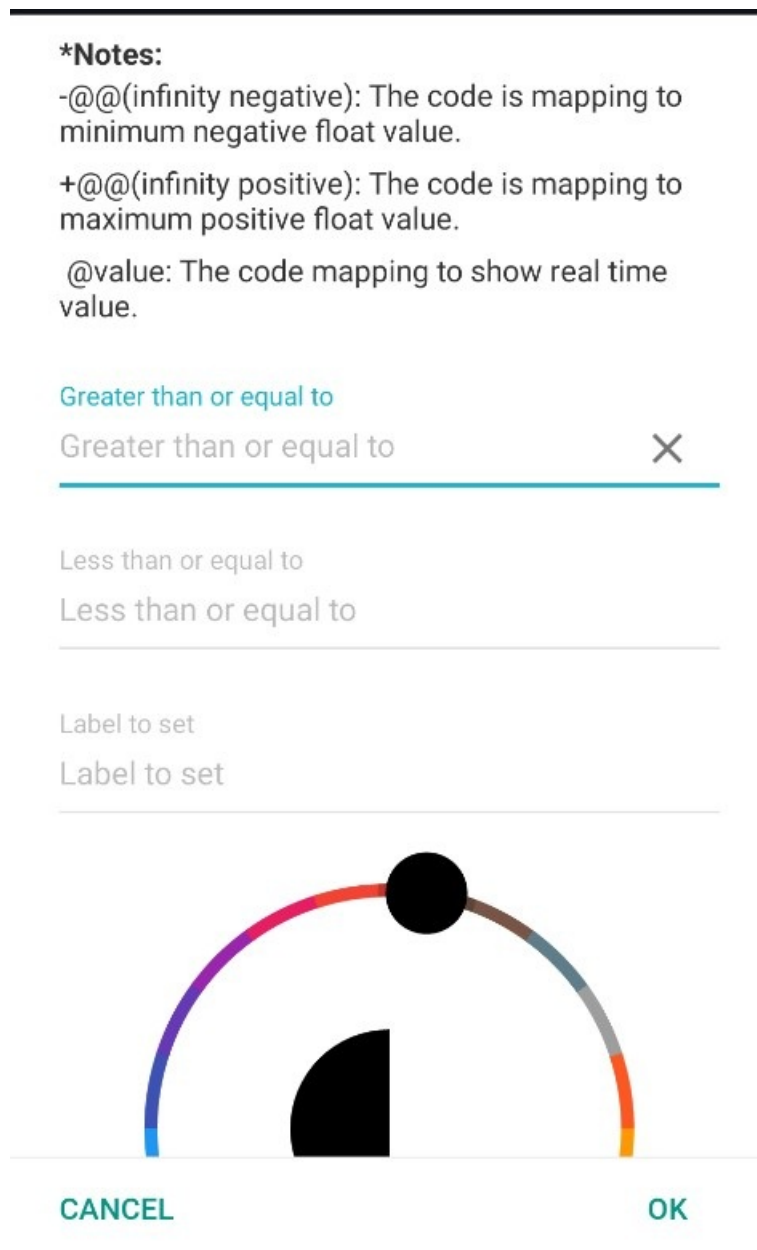 *Notes:
-@@(infinity negative): The code is mapping to
minimum negative float value.
+@@(infinity positive): The code is mapping to
maximum positive float value.
@value: The code mapping to show real time
value.
Greater than or equal to
Greater than or equal to
Less than or equal to
Less than or equal to
Label to set
Label to set
CANCEL
OK